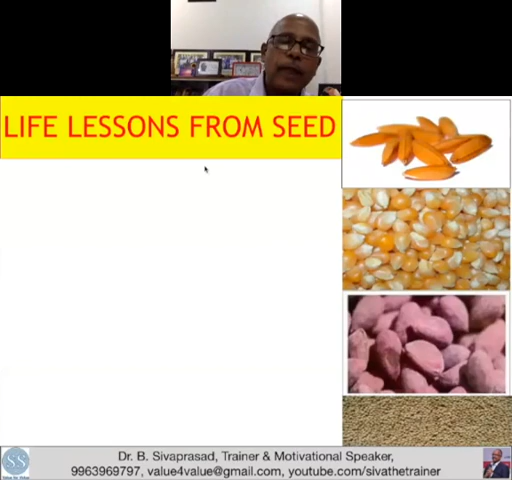 LIFE LESSONS FROM SEED
Dr. B. Sivaprasad, Trainer & Motivational Speaker,
9963969797, value4value@gmail.com, youtube.com/sivathetrainer